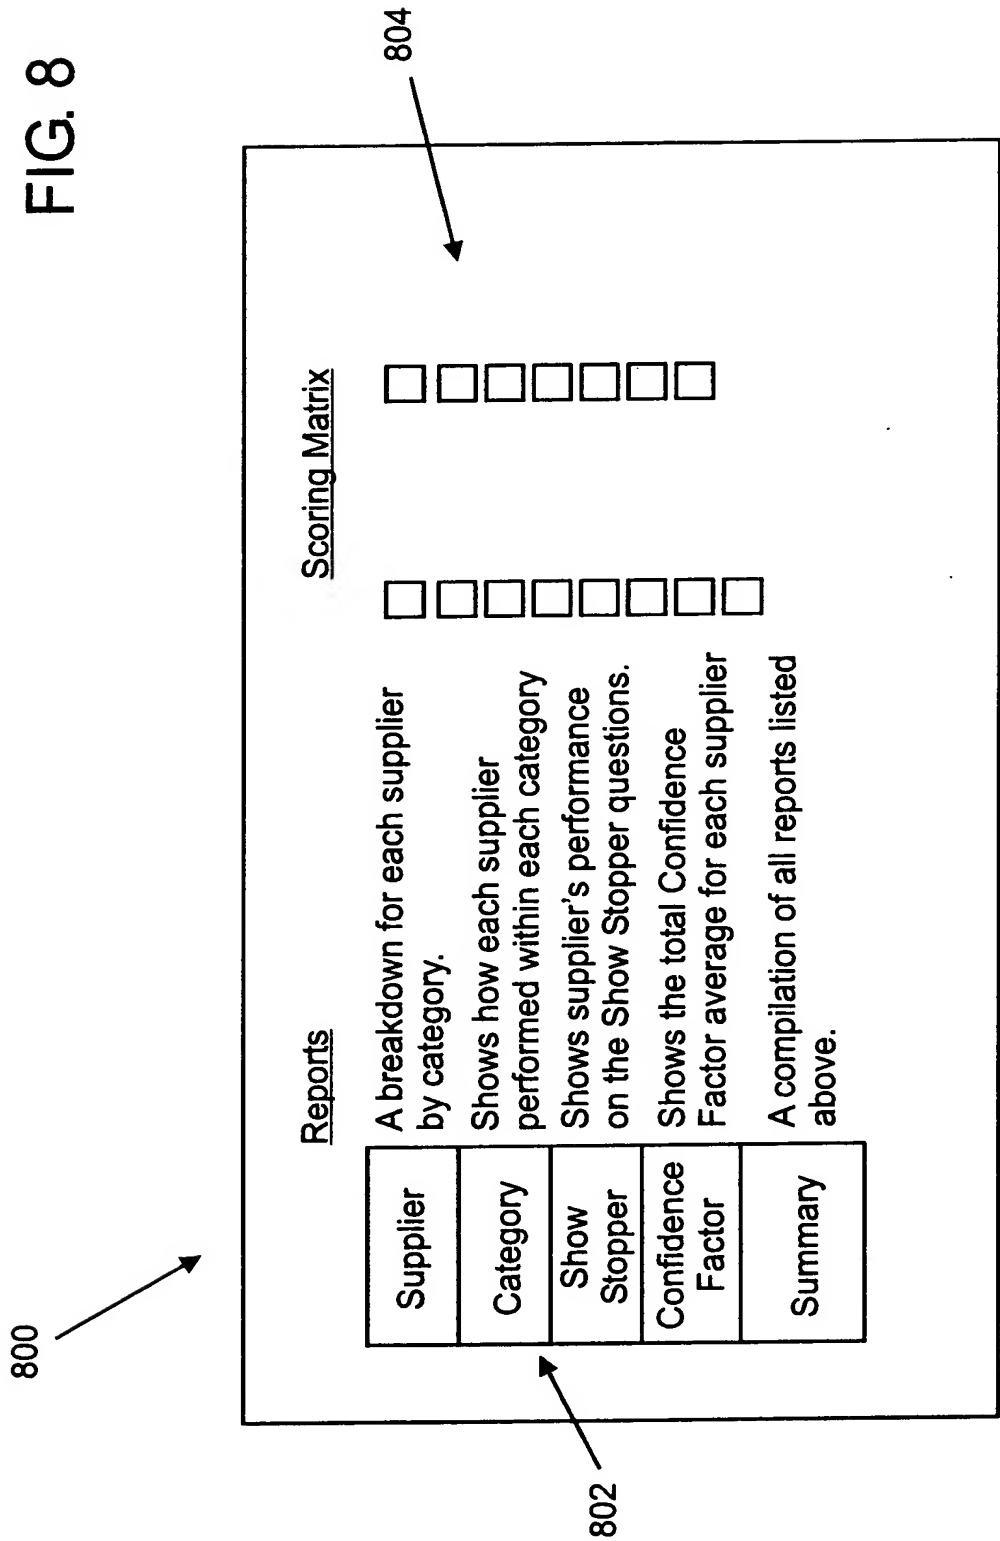 FIG. 8
800
804
Reports
Scoring Matrix
Supplier
A breakdown for each supplier
by category.
Category
Shows how each supplier
performed within each category
Show
Stopper
Shows supplier's performance
on the Show Stopper questions.
Confidence
Factor
Shows the total Confidence
Factor average for each supplier
Summary
A compilation of all reports listed
above.
802